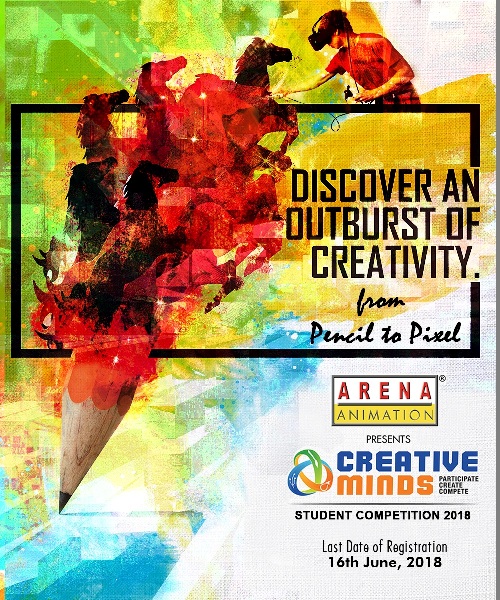 DISCOVER AN
OUTBURST OF
CREATIVITY.
from
Pencil to Pixel
ARENA®
ANIMATION
PRESENTS
CREATIVE
MINDS
PARTICIPATE
CREATE
COMPETE
STUDENT COMPETITION 2018
Last Date of Registration
16th June, 2018